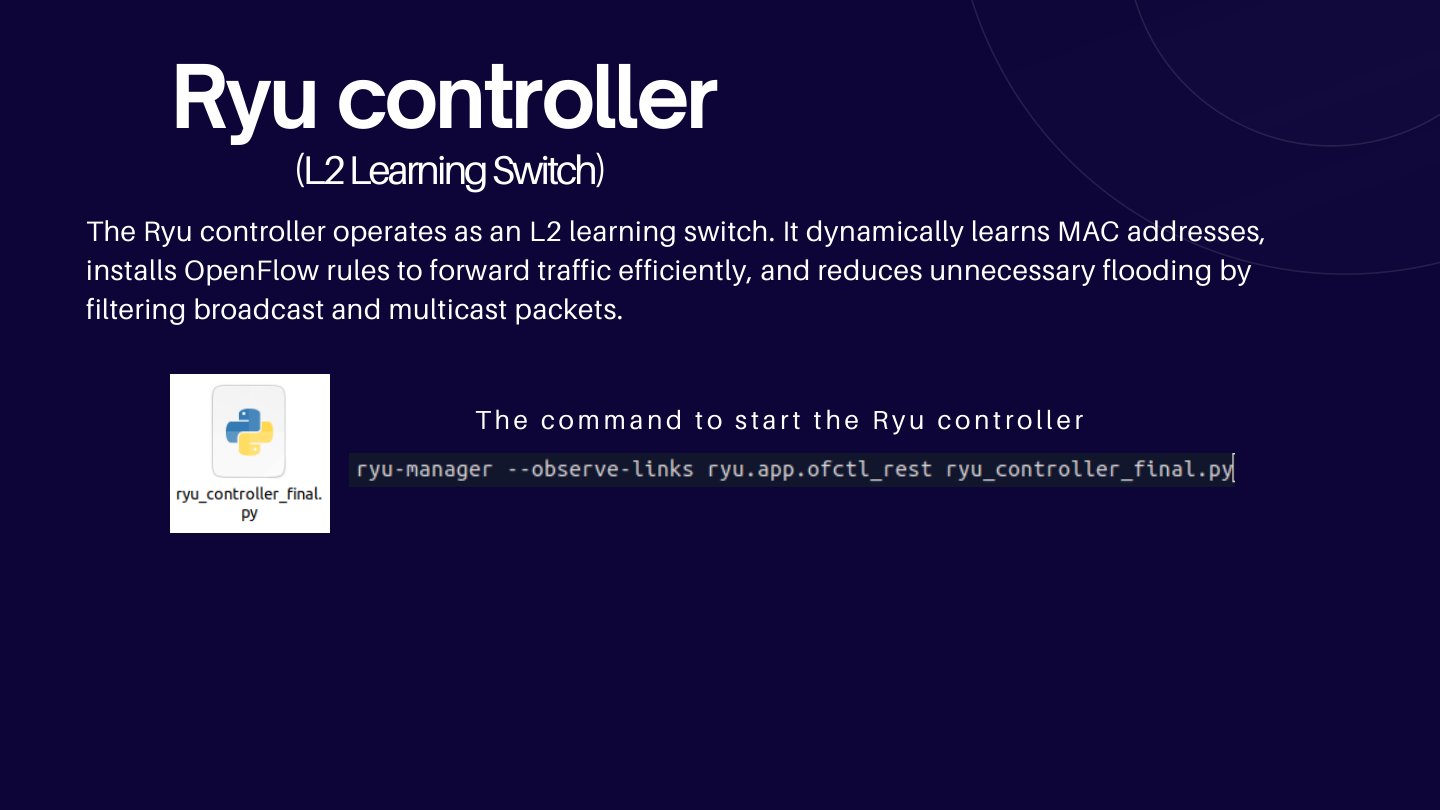 Ryu controller
(L2 Learning Switch)
The Ryu controller operates as an L2 learning switch. It dynamically learns MAC addresses,
installs OpenFlow rules to forward traffic efficiently, and reduces unnecessary flooding by
filtering broadcast and multicast packets.
The command to start the Ryu controller
ryu-manager --observe-links ryu.app.ofctl_rest ryu_controller_final.py
ryu_controller_final.
py